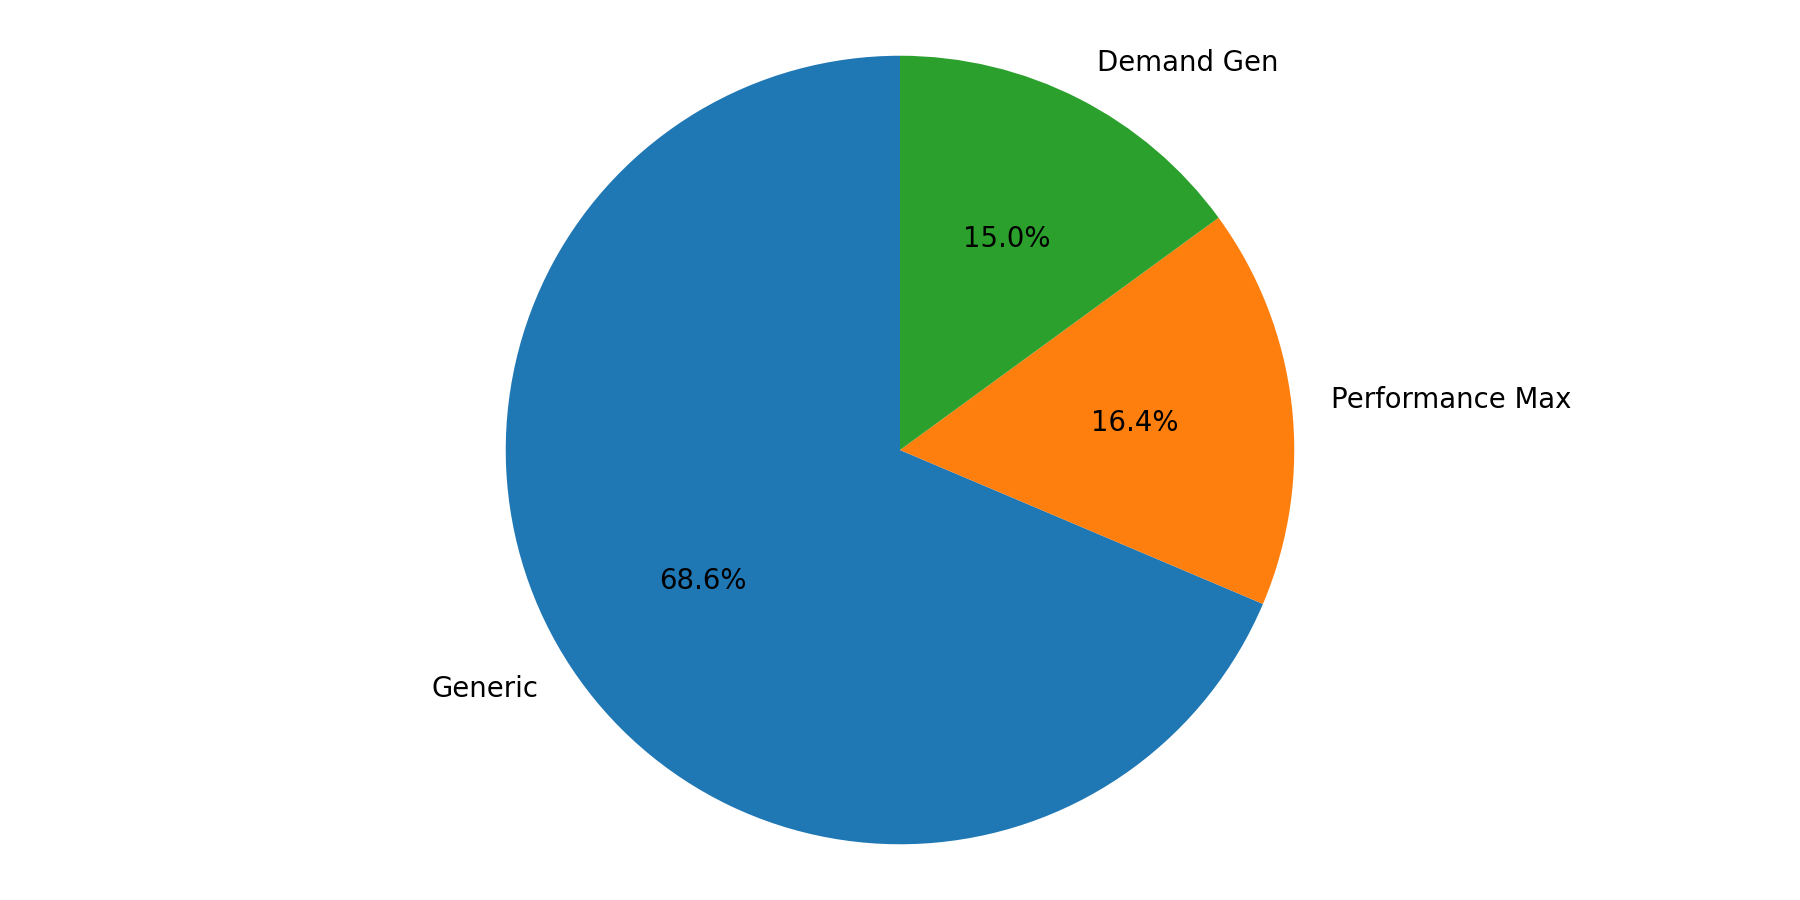 Demand Gen
15.0%
Performance Max
16.4%
68.6%
Generic